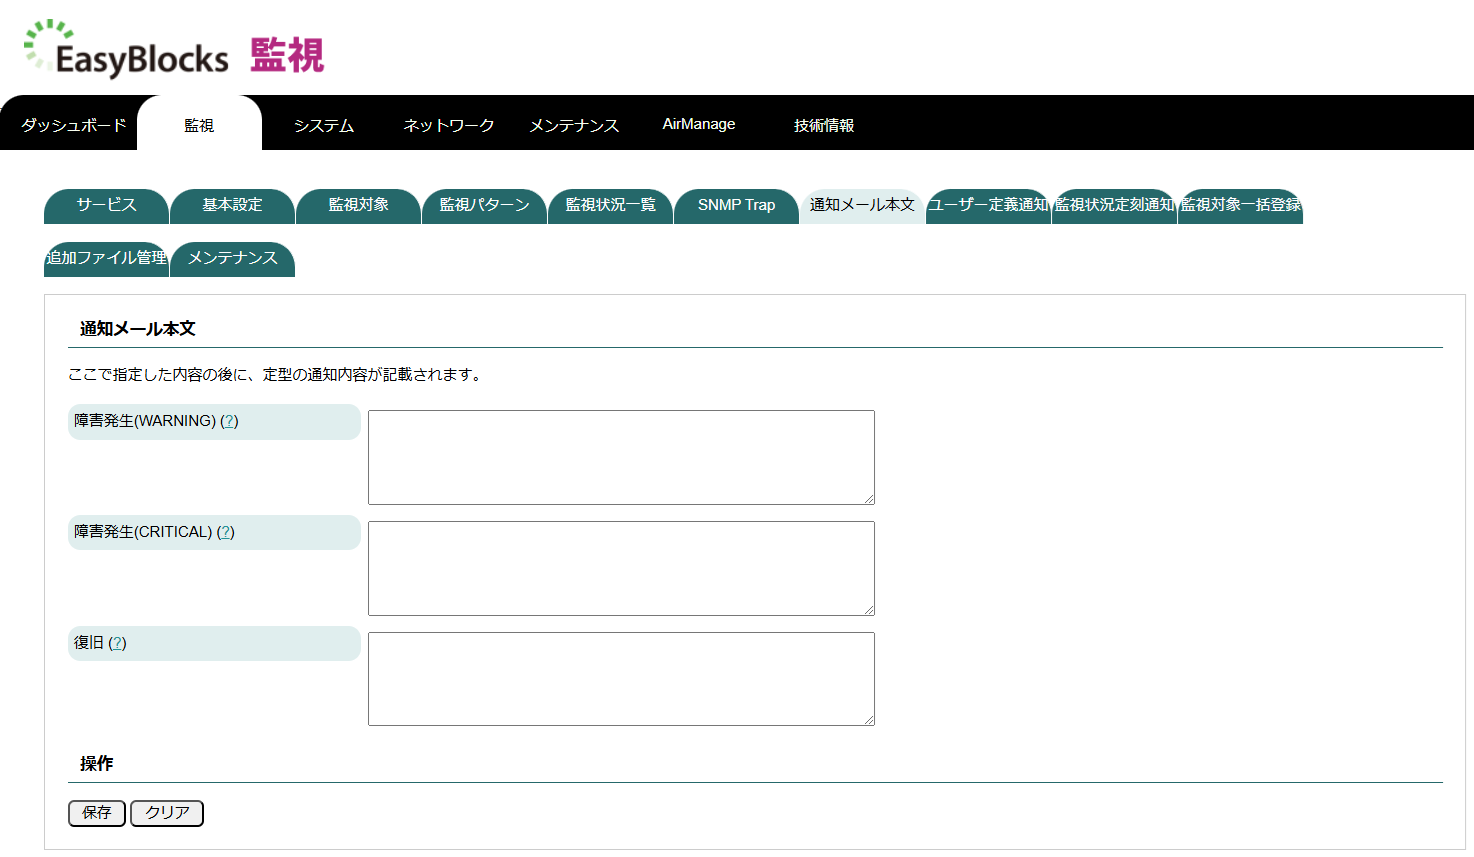 EasyBlocks 監視
ダッシュボード 監視 システム ネットワーク メンテナンス AirManage 技術情報
サービス 基本設定 監視対象 監視パターン 監視状況一覧 SNMP Trap 通知メール本文 ユーザー定義通知 監視状況定刻通知 監視対象一括登録
追加ファイル管理 メンテナンス
通知メール本文
ここで指定した内容の後に、定型の通知内容が記載されます。
障害発生(WARNING) (?)
障害発生(CRITICAL) (?)
復旧 (?)
操作
保存 クリア